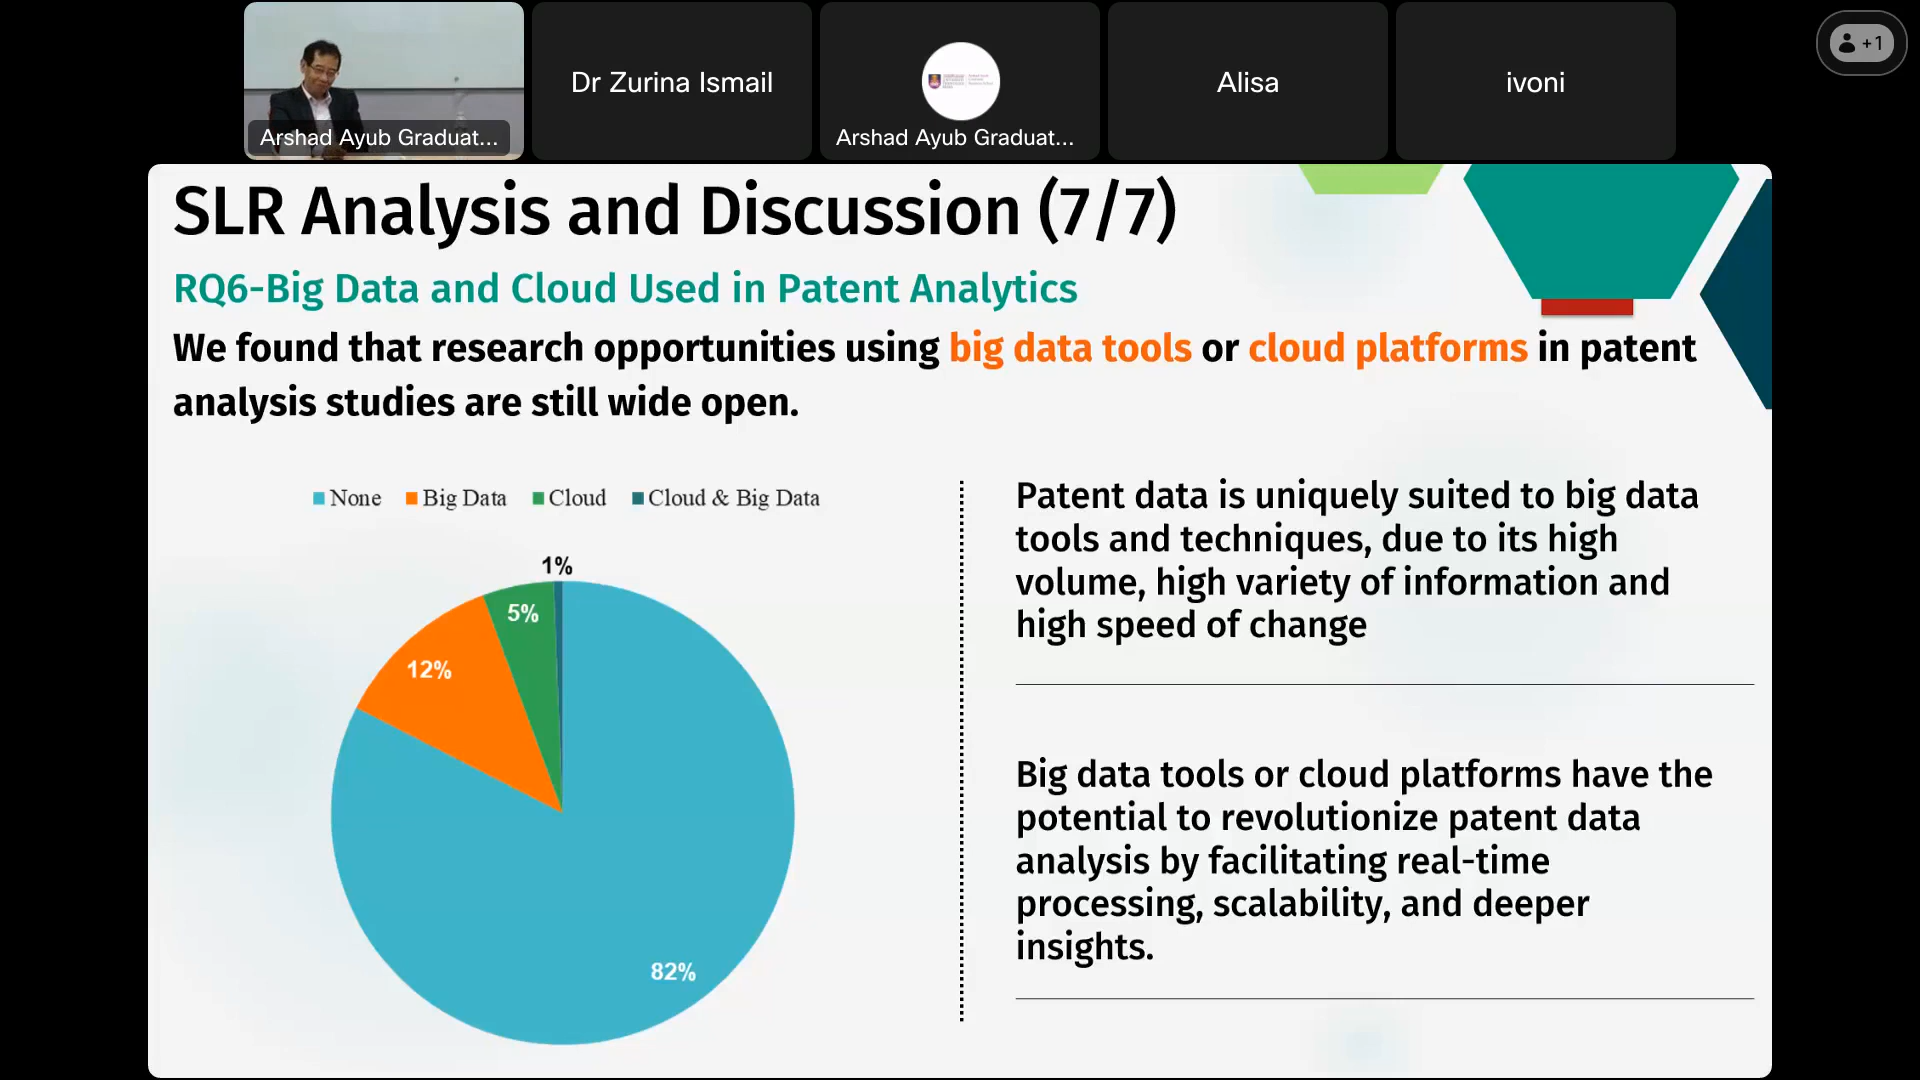 Arshad Ayub Graduat...
Dr Zurina Ismail
Arshad Ayub Graduat...
Alisa
ivoni
+1
SLR Analysis and Discussion (7/7)
RQ6-Big Data and Cloud Used in Patent Analytics
We found that research opportunities using big data tools or cloud platforms in patent
analysis studies are still wide open.
None Big Data Cloud Cloud & Big Data
1%
5%
12%
82%
Patent data is uniquely suited to big data
tools and techniques, due to its high
volume, high variety of information and
high speed of change
Big data tools or cloud platforms have the
potential to revolutionize patent data
analysis by facilitating real-time
processing, scalability, and deeper
insights.